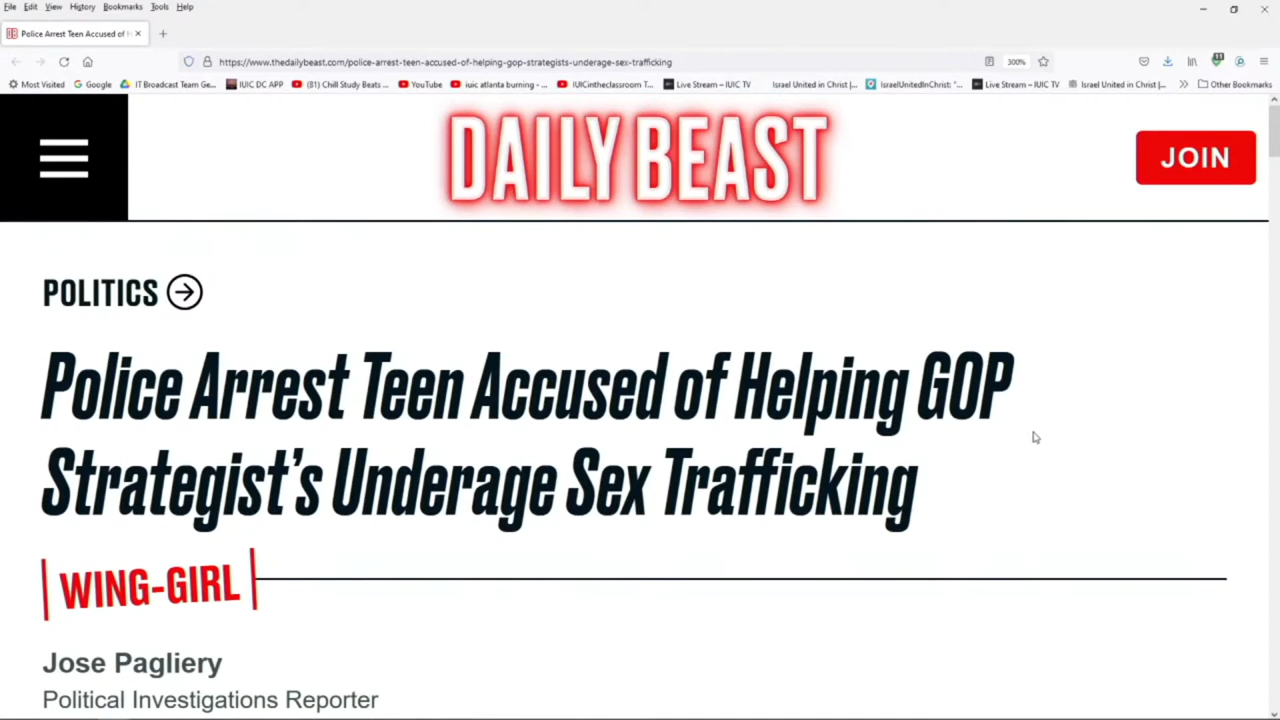 File Edit View History Bookmarks Tools Help
Police Arrest Teen Accused of H
https://www.thedailybeast.com/police-arrest-teen-accused-of-helping-gop-strategists-underage-sex-trafficking
300%
Most Visited Google IT Broadcast Team Ge... IUIC DC APP (81) Chill Study Beats ... YouTube iuic atlanta burning - ... IUICintheclassroom T... Live Stream – IUIC TV Israel United in Christ |... IsraelUnitedInChrist: "... Live Stream – IUIC TV Israel United in Christ |... Other Bookmarks
DAILY BEAST
JOIN
POLITICS
Police Arrest Teen Accused of Helping GOP
Strategist’s Underage Sex Trafficking
WING-GIRL
Jose Pagliery
Political Investigations Reporter